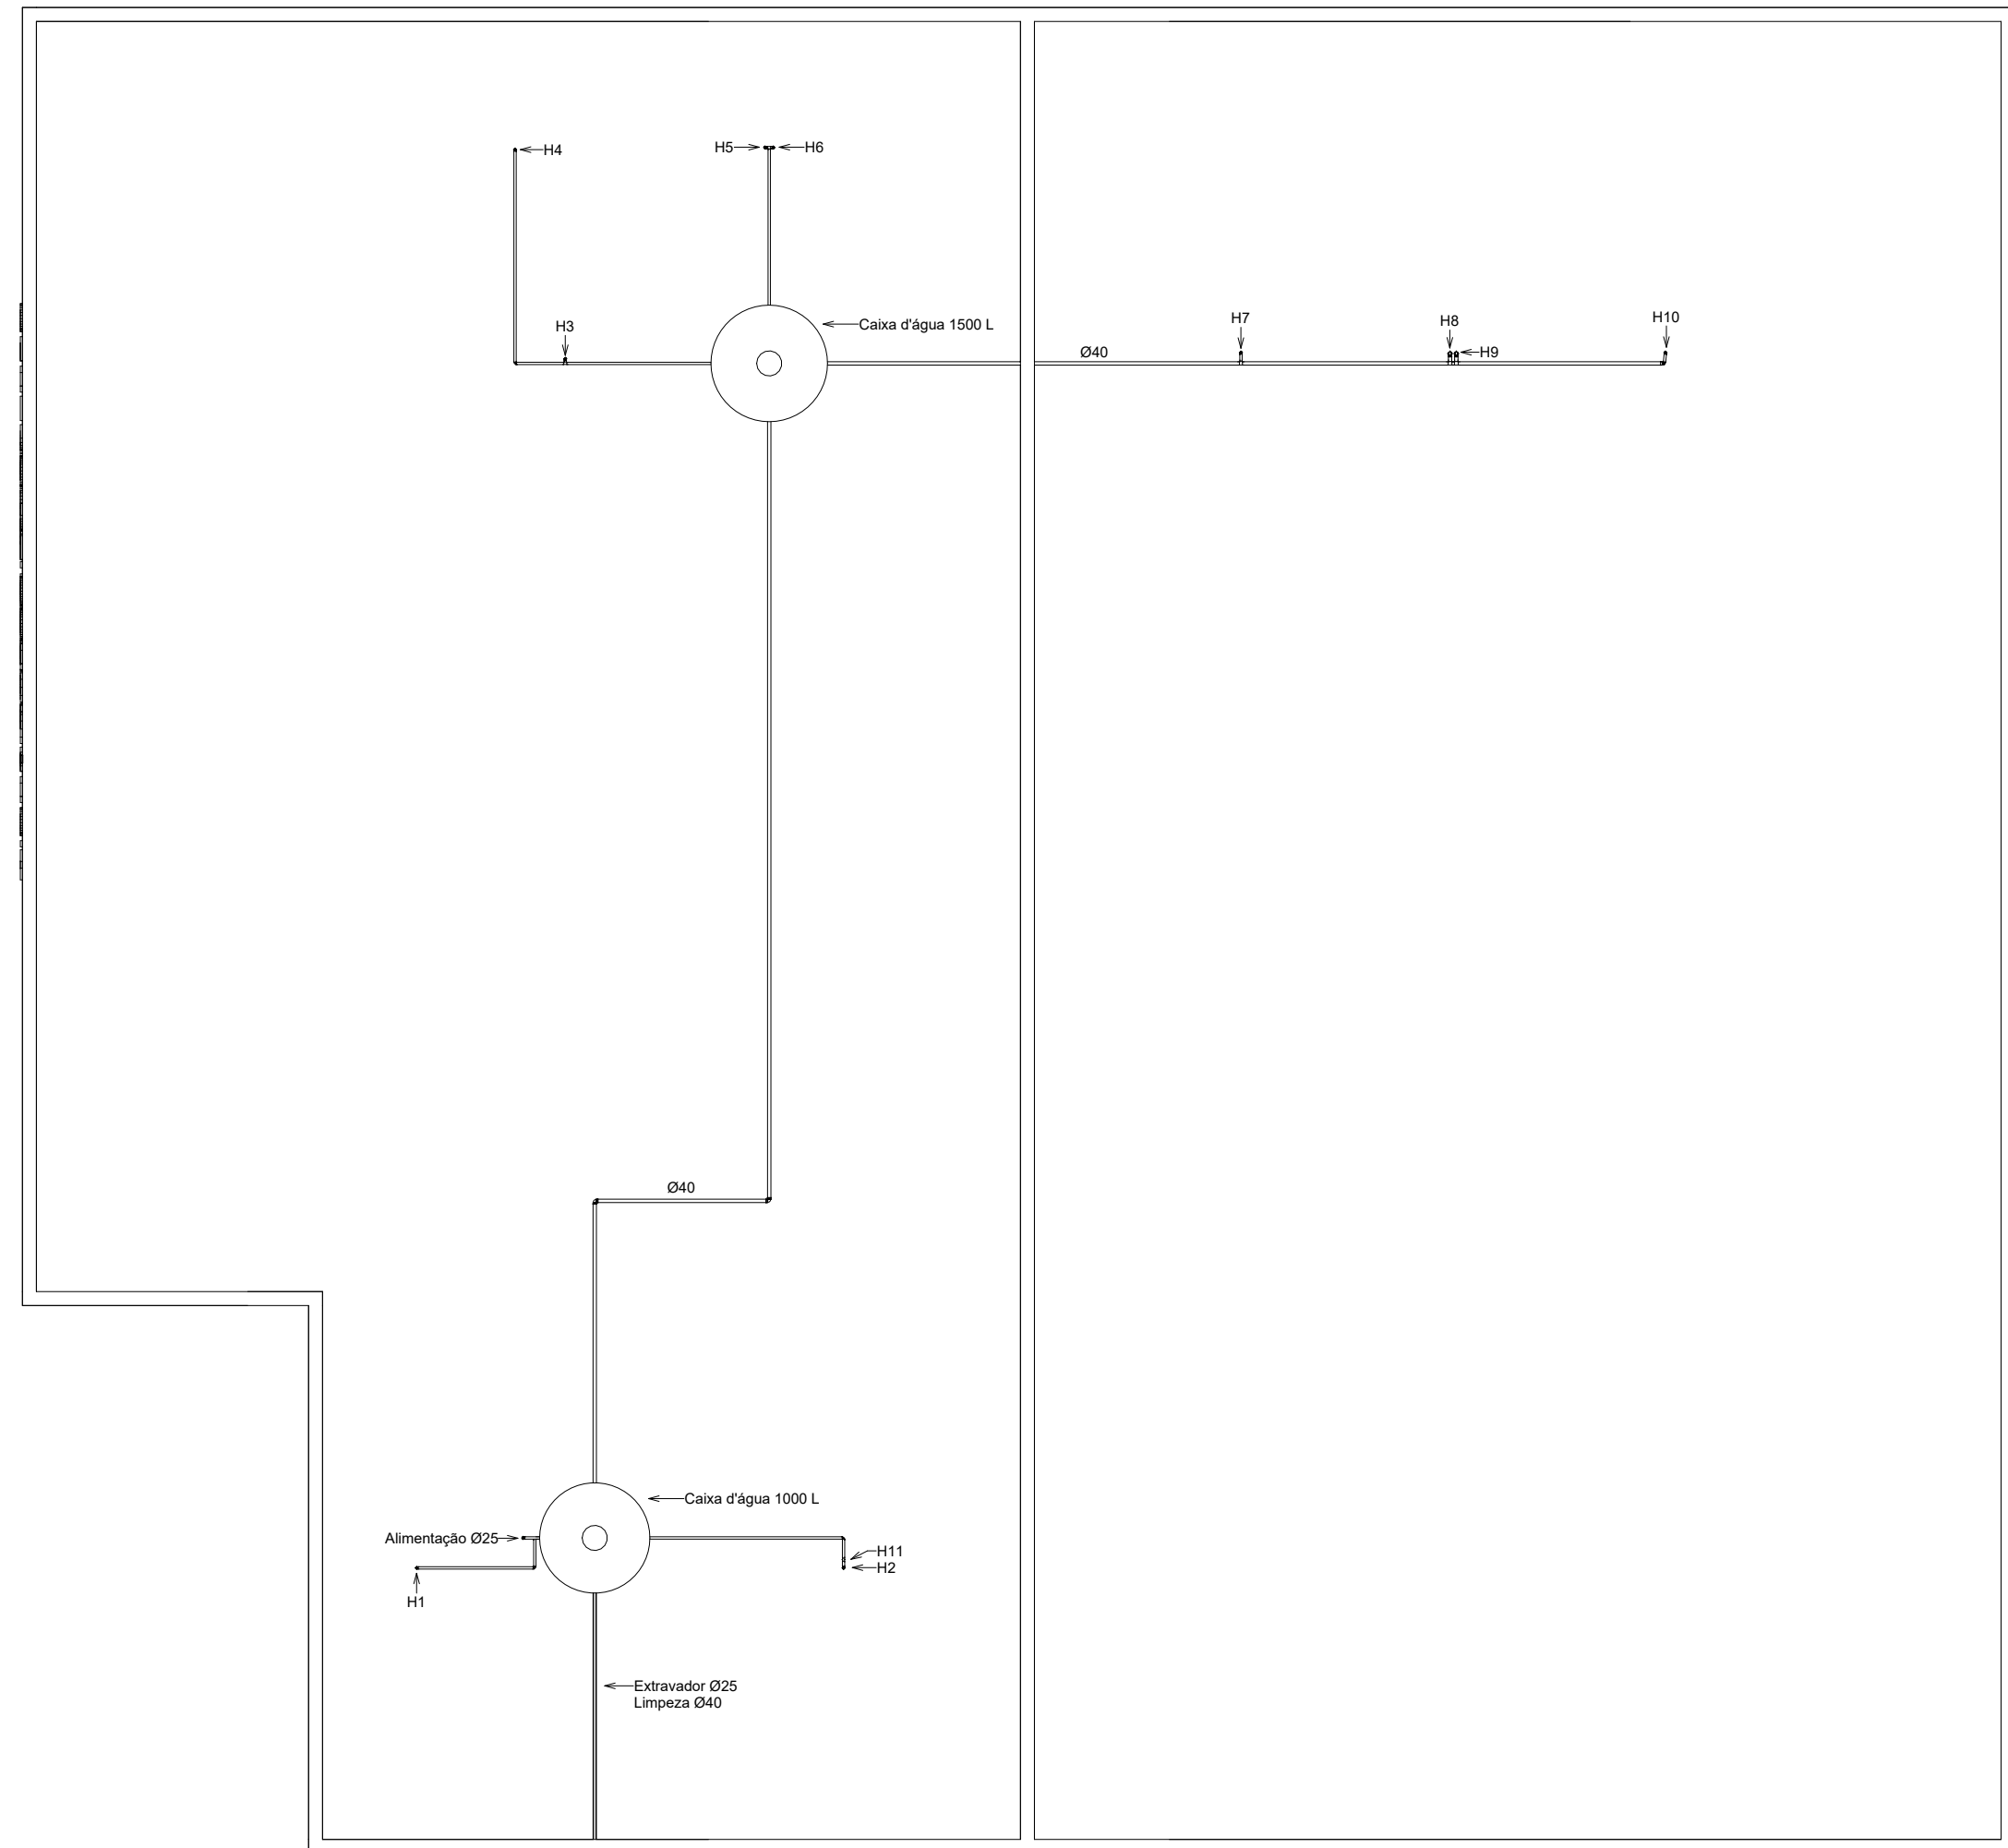 H4
H5
H6
Caixa d'água 1500 L
H3
H7
H8
H9
H10
Ø40
Ø40
Caixa d'água 1000 L
Alimentação Ø25
H11
H2
H1
Extravador Ø25
Limpeza Ø40